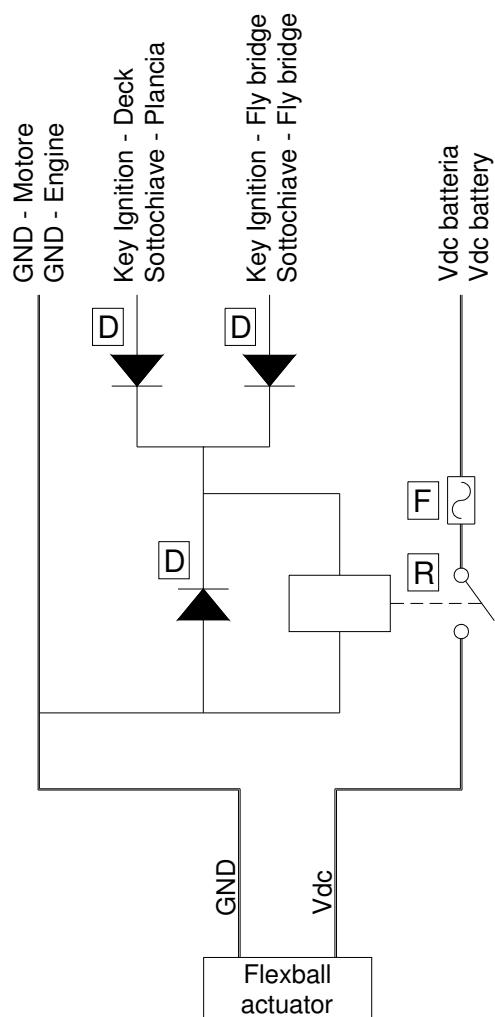 GND - Motore
GND - Engine
Key Ignition - Deck
Sottochiave - Plancia
Key Ignition - Fly bridge
Sottochiave - Fly bridge
Vdc batteria
Vdc battery
D
D
F
D
R
GND
Vdc
Flexball
actuator